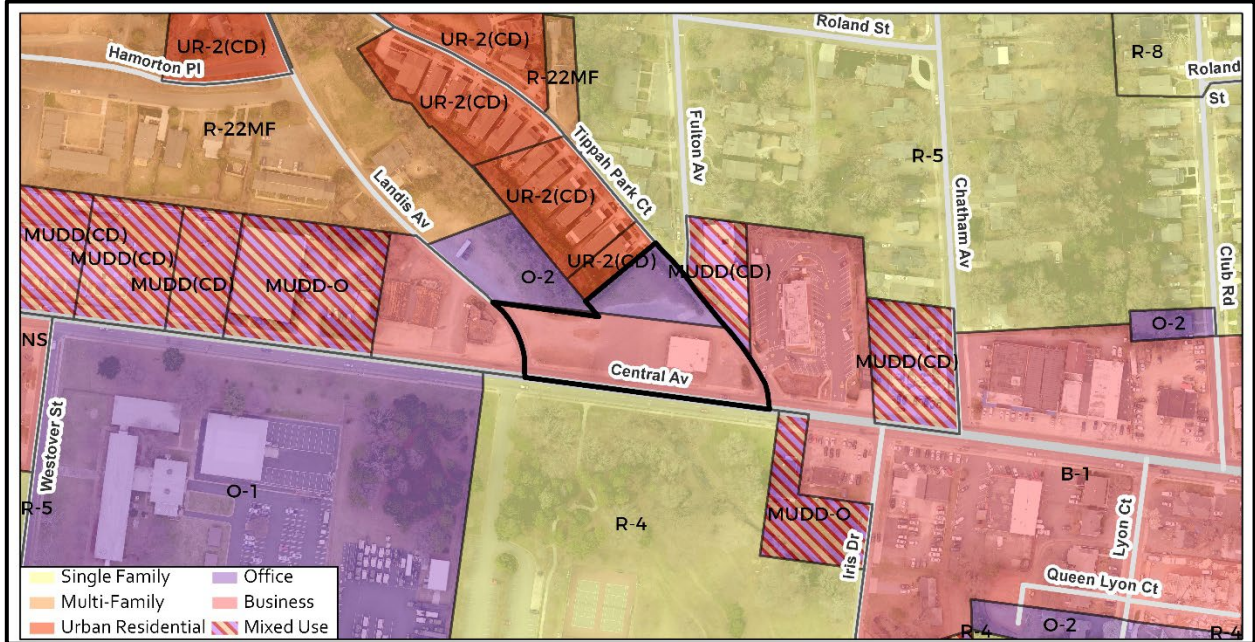 UR-2(CD)
Hamorton Pl
UR-2(CD)
R-22MF
Roland St
R-8
Roland
St
R-22MF
UR-2(CD)
Tippah Park Ct
Fulton Av
R-5
Chatham Av
Landis Av
UR-2(CD)
Club Rd
MUDD(CD)
MUDD(CD)
MUDD(CD)
MUDD-O
O-2
UR-2(CD)
MUDD(CD)
O-2
NS
Central Av
MUDD(CD)
Westover St
O-1
R-5
R-4
MUDD-O
B-1
Iris Dr
Lyon Ct
Queen Lyon Ct
R-4
O-2
R-4
Single Family
Office
Multi-Family
Business
Urban Residential
Mixed Use